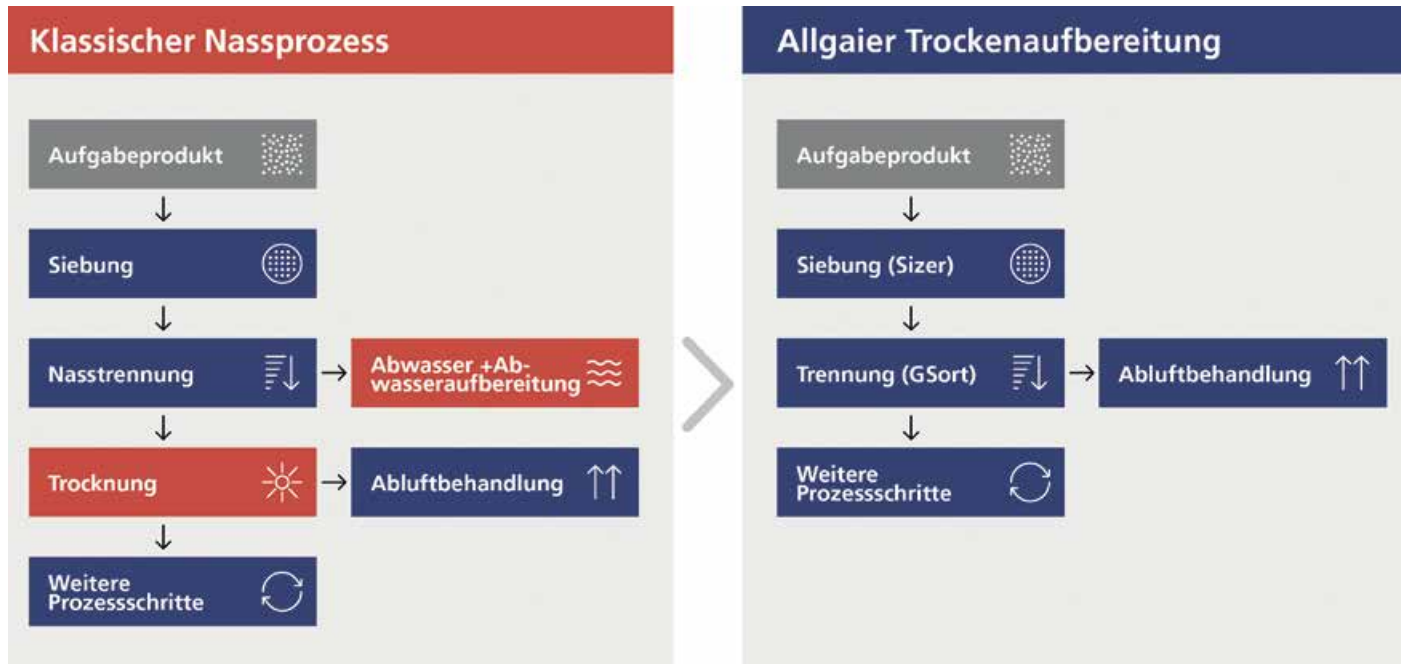 Klassischer Nassprozess
Aufgabeprodukt
Siebung
Nasstrennung
Abwasser +Ab-
wasseraufbereitung
Trocknung
Abluftbehandlung
Weitere
Prozessschritte
Allgaier Trockenaufbereitung
Aufgabeprodukt
Siebung (Sizer)
Trennung (GSort)
Abluftbehandlung
Weitere
Prozessschritte